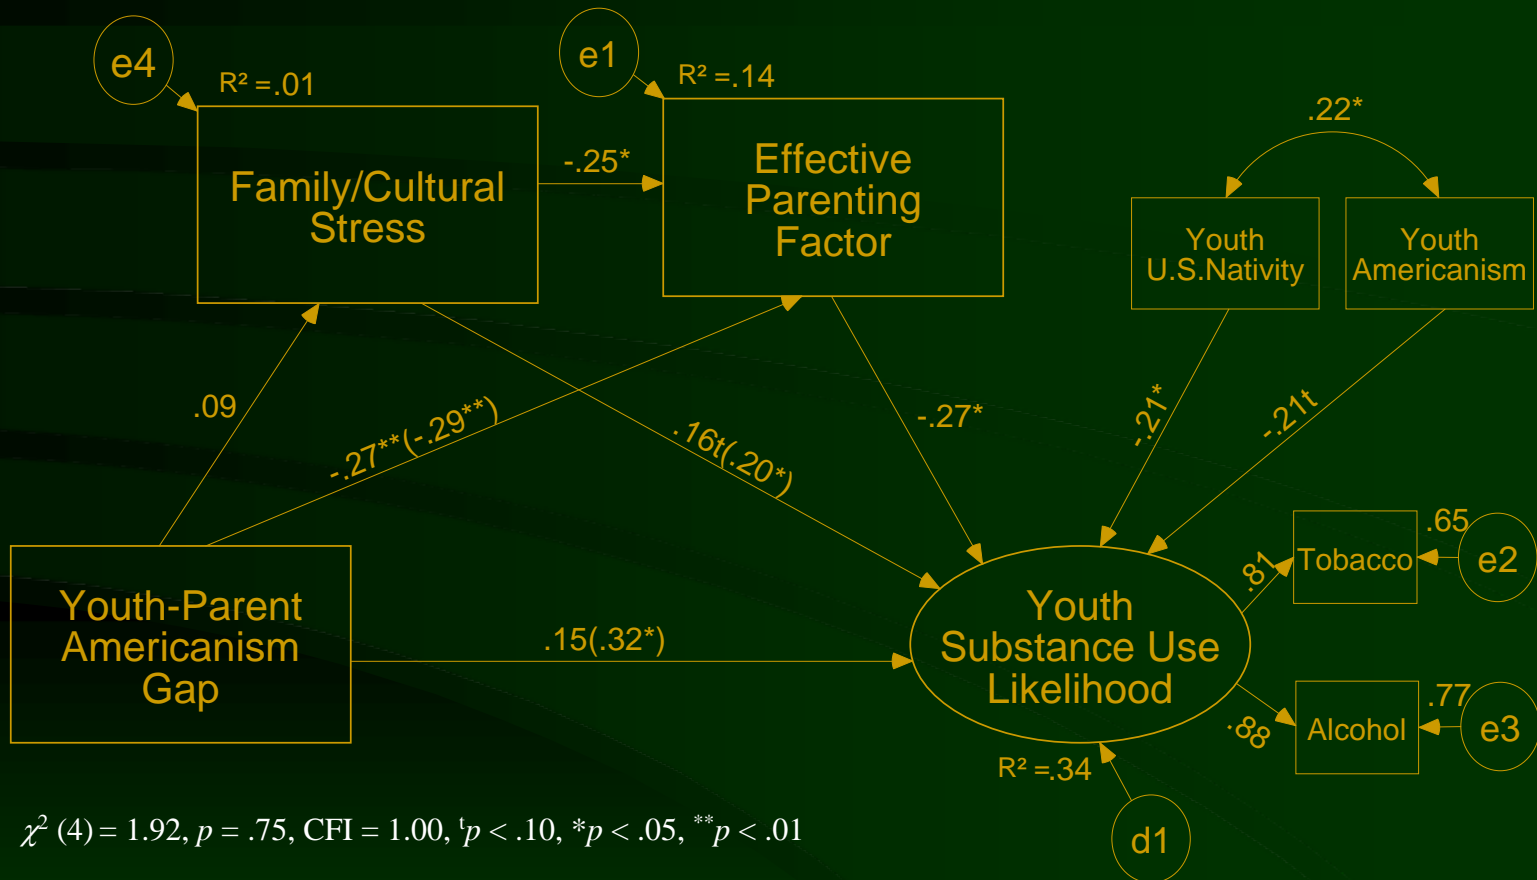 e4
R² =.01
e1
R² =.14
.22*
Family/Cultural
Stress
-.25*
Effective
Parenting
Factor
Youth
U.S.Nativity
Youth
Americanism
.09
-.27**(-.29**)
.16t(.20*)
-.27*
-.21*
-.21t
Youth-Parent
Americanism
Gap
.15(.32*)
Youth
Substance Use
Likelihood
R² =.34
.81
Tobacco
.65
e2
.88
Alcohol
.77
e3
d1
χ² (4) = 1.92, p = .75, CFI = 1.00, ᵗp < .10, *p < .05, **p < .01